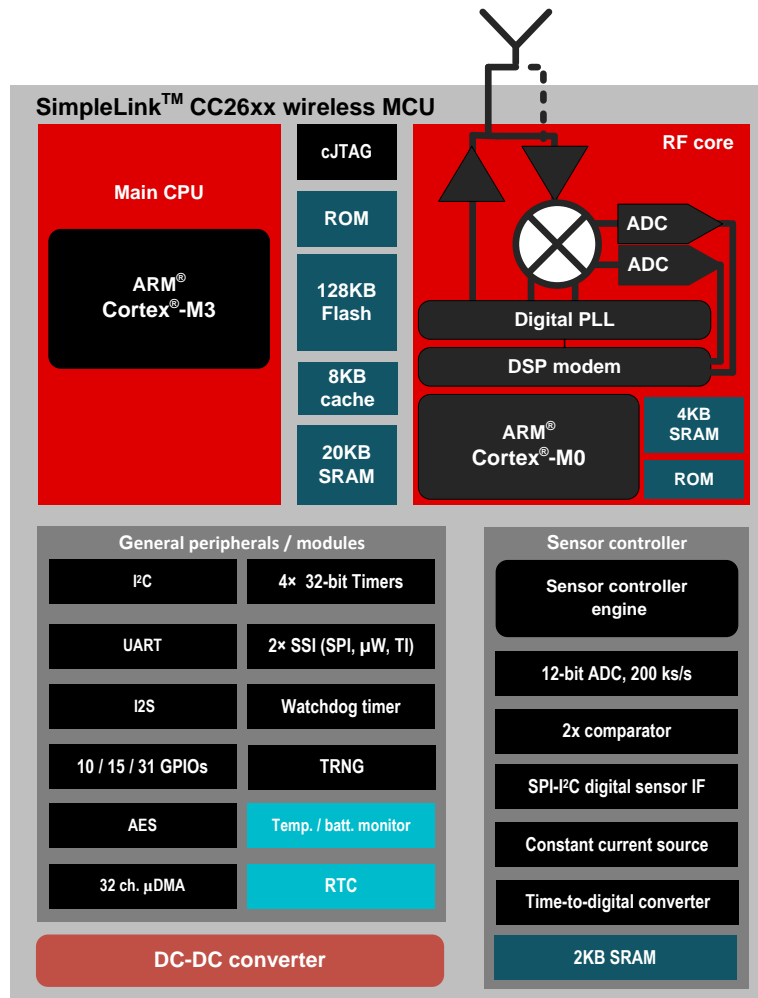 SimpleLink™ CC26xx wireless MCU
Main CPU
ARM®
Cortex®-M3
cJTAG
ROM
128KB
Flash
8KB
cache
20KB
SRAM
RF core
ADC
ADC
Digital PLL
DSP modem
ARM®
Cortex®-M0
4KB
SRAM
ROM
General peripherals / modules
I²C
4× 32-bit Timers
UART
2× SSI (SPI, µW, TI)
I2S
Watchdog timer
10 / 15 / 31 GPIOs
TRNG
AES
Temp. / batt. monitor
32 ch. µDMA
RTC
Sensor controller
Sensor controller
engine
12-bit ADC, 200 ks/s
2x comparator
SPI-I²C digital sensor IF
Constant current source
Time-to-digital converter
2KB SRAM
DC-DC converter